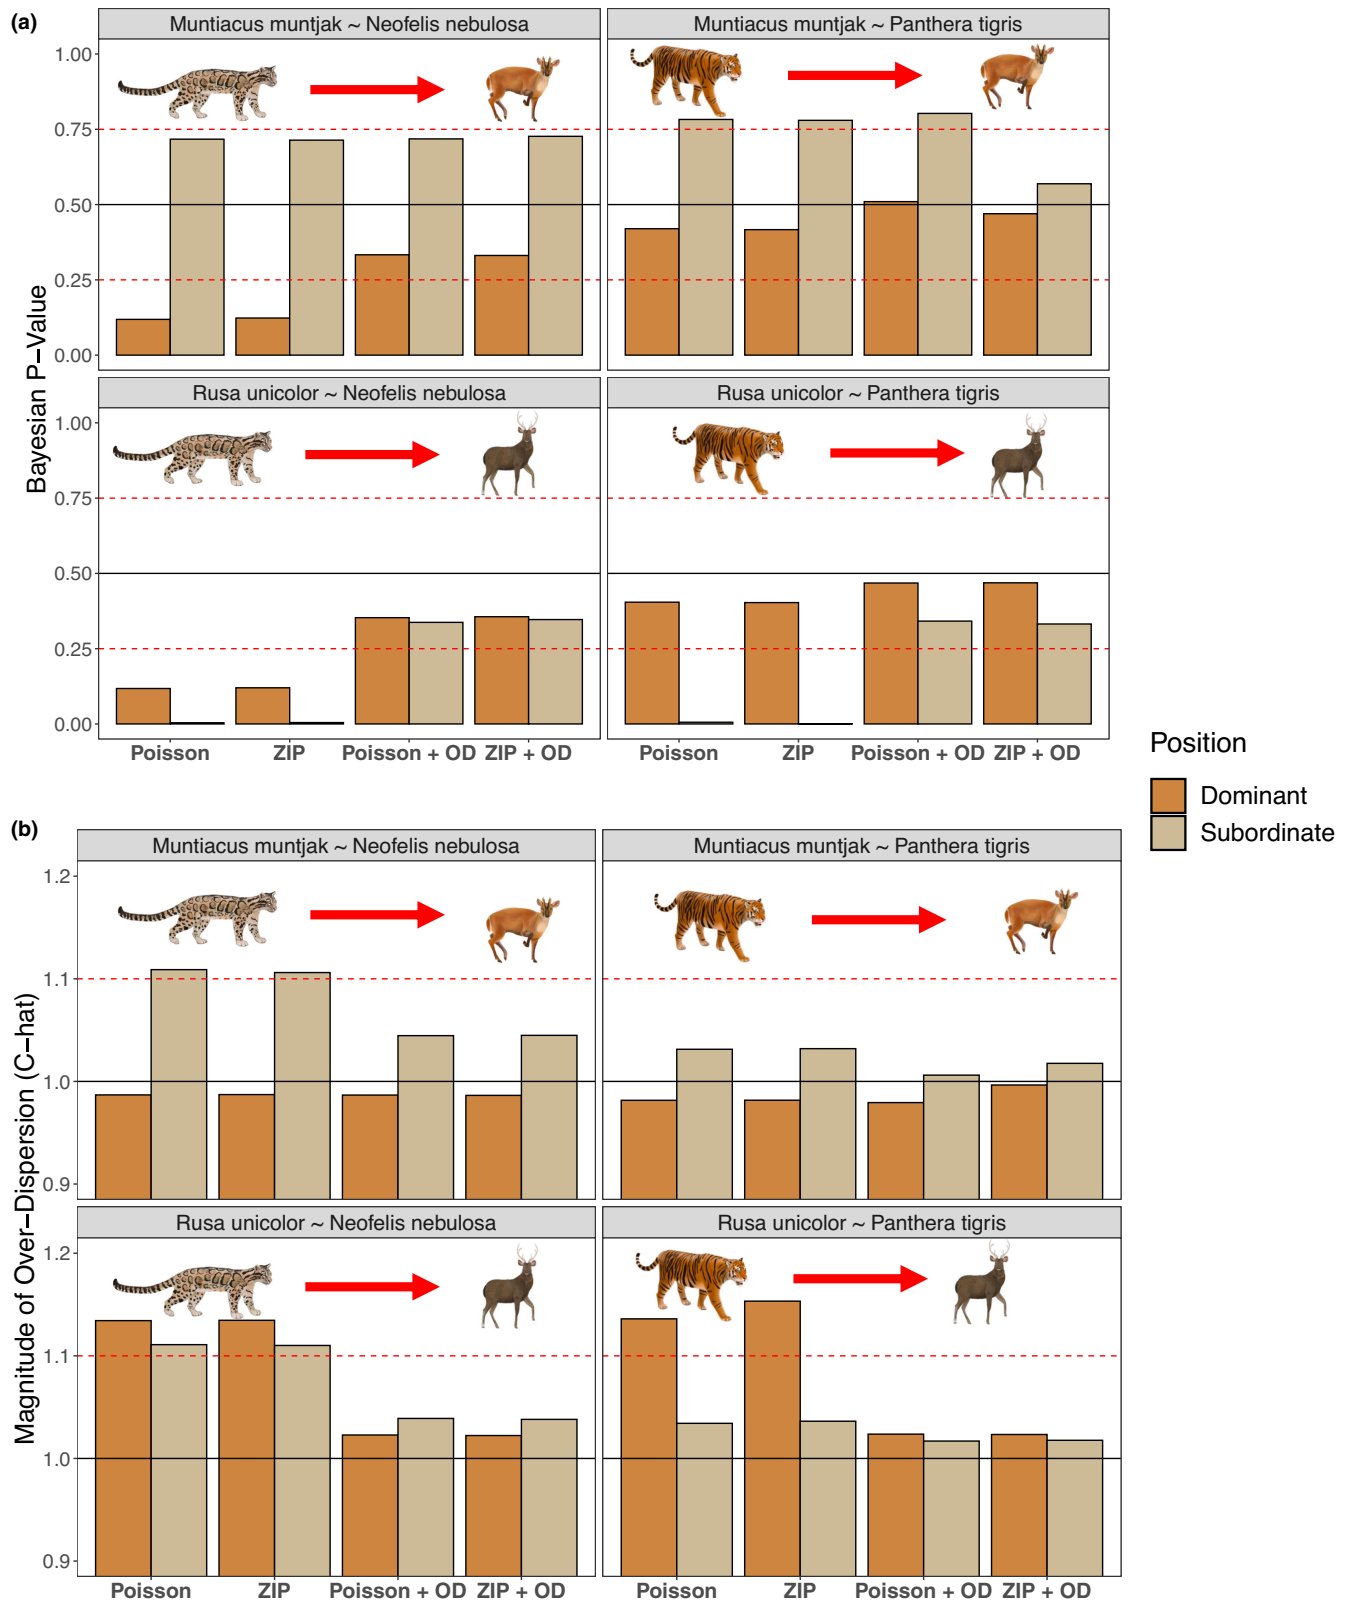 (a)
Muntiacus muntjak ~ Neofelis nebulosa
Muntiacus muntjak ~ Panthera tigris
1.00
0.75
0.50
0.25
0.00
Bayesian P−Value
Rusa unicolor ~ Neofelis nebulosa
Rusa unicolor ~ Panthera tigris
1.00
0.75
0.50
0.25
0.00
Poisson ZIP Poisson + OD ZIP + OD
Poisson ZIP Poisson + OD ZIP + OD
Position
Dominant
Subordinate
(b)
Muntiacus muntjak ~ Neofelis nebulosa
Muntiacus muntjak ~ Panthera tigris
1.2
1.1
1.0
0.9
Magnitude of Over−Dispersion (C−hat)
Rusa unicolor ~ Neofelis nebulosa
Rusa unicolor ~ Panthera tigris
1.2
1.1
1.0
0.9
Poisson ZIP Poisson + OD ZIP + OD
Poisson ZIP Poisson + OD ZIP + OD